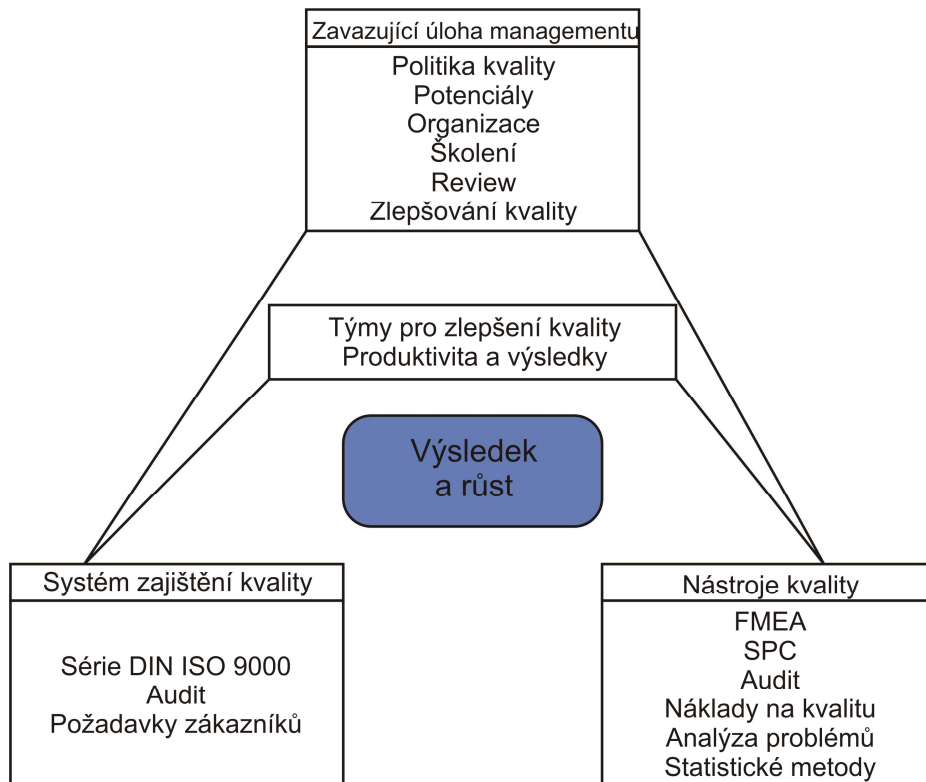 Zavazující úloha managementu
Politika kvality
Potenciály
Organizace
Školení
Review
Zlepšování kvality
Týmy pro zlepšení kvality
Produktivita a výsledky
Výsledek
a růst
Systém zajištění kvality
Série DIN ISO 9000
Audit
Požadavky zákazníků
Nástroje kvality
FMEA
SPC
Audit
Náklady na kvalitu
Analýza problémů
Statistické metody